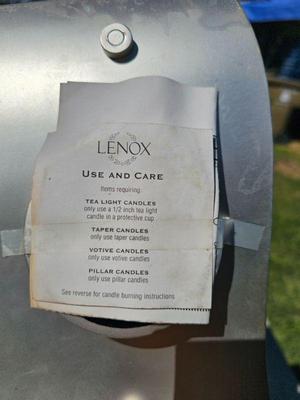 LENOX
USE AND CARE
Items requiring:
TEA LIGHT CANDLES
only use a 1/2 inch tea light
candle in a protective cup
TAPER CANDLES
only use taper candles
VOTIVE CANDLES
only use votive candles
PILLAR CANDLES
only use pillar candles
See reverse for candle burning instructions